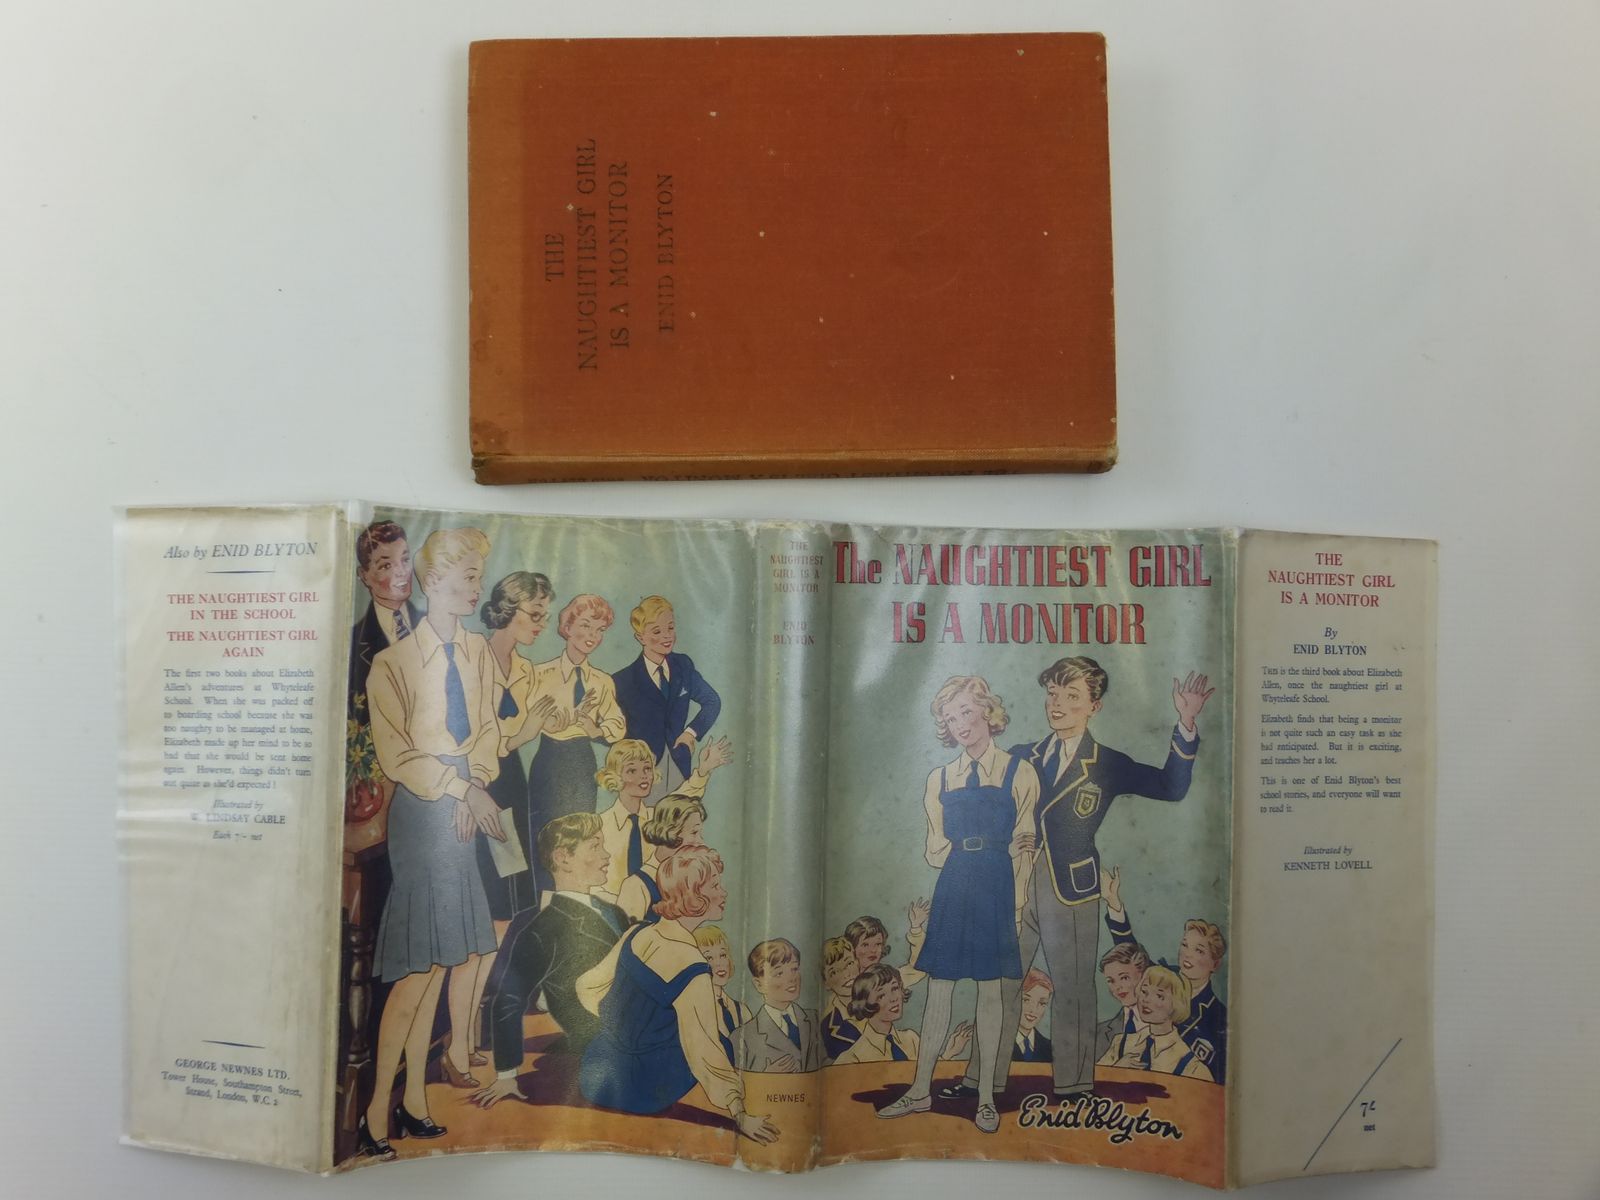 THE
NAUGHTIEST GIRL
IS A MONITOR
ENID BLYTON
Also by ENID BLYTON
THE NAUGHTIEST GIRL
IN THE SCHOOL
THE NAUGHTIEST GIRL
AGAIN
The first two books about Elizabeth
Allen's adventures at Whyteleafe
School. When she was packed off
to boarding school because she was
too naughty to be managed at home,
Elizabeth made up her mind to be so
bad that she would be sent home
again. However, things didn't turn
out quite as she'd expected!
Illustrated by
W. LINDSAY CABLE
Each 7/- net
GEORGE NEWNES LTD.
Tower House, Southampton Street,
Strand, London, W.C. 2
THE
NAUGHTIEST
GIRL IS A
MONITOR
ENID
BLYTON
NEWNES
The NAUGHTIEST GIRL
IS A MONITOR
Enid Blyton
THE
NAUGHTIEST GIRL
IS A MONITOR
By
ENID BLYTON
This is the third book about Elizabeth
Allen, once the naughtiest girl at
Whyteleafe School.
Elizabeth finds that being a monitor
is not quite such an easy task as she
had anticipated. But it is exciting,
and teaches her a lot.
This is one of Enid Blyton's best
school stories, and everyone will want
to read it.
Illustrated by
KENNETH LOVELL
net